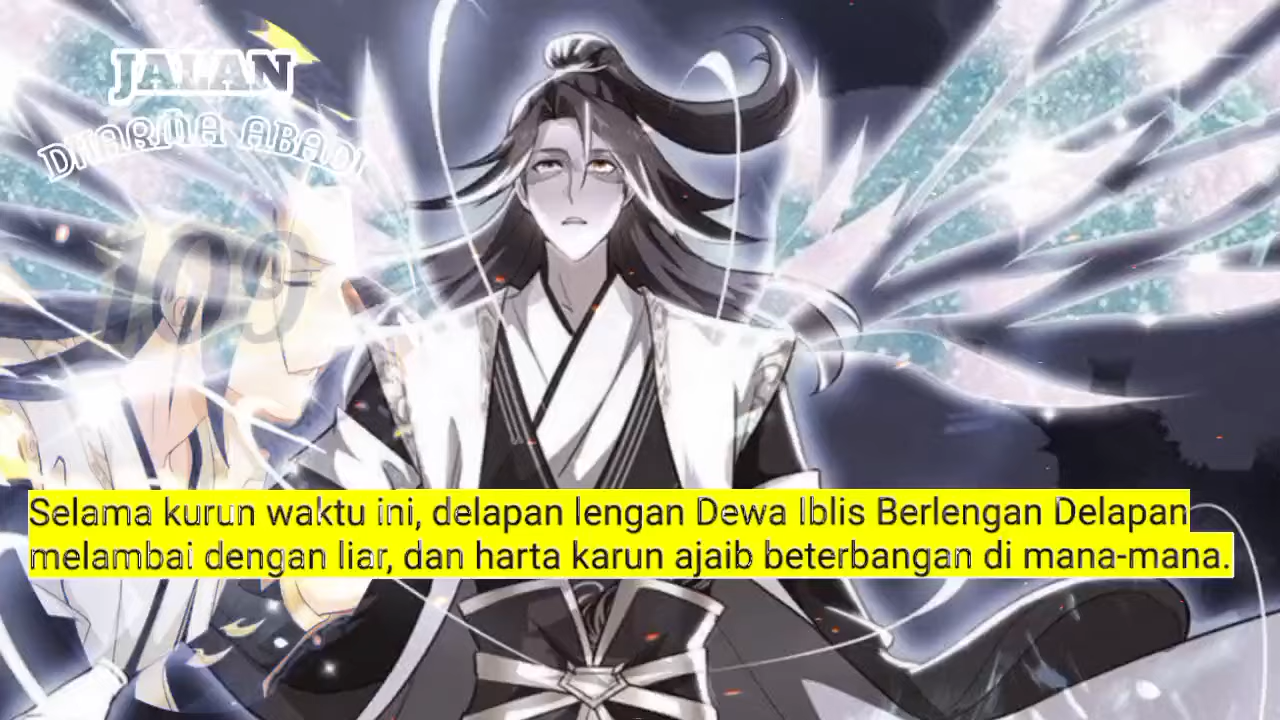 JALAN
DHARMA ABADI
109
Selama kurun waktu ini, delapan lengan Dewa Iblis Berlengan Delapan
melambai dengan liar, dan harta karun ajaib beterbangan di mana-mana.